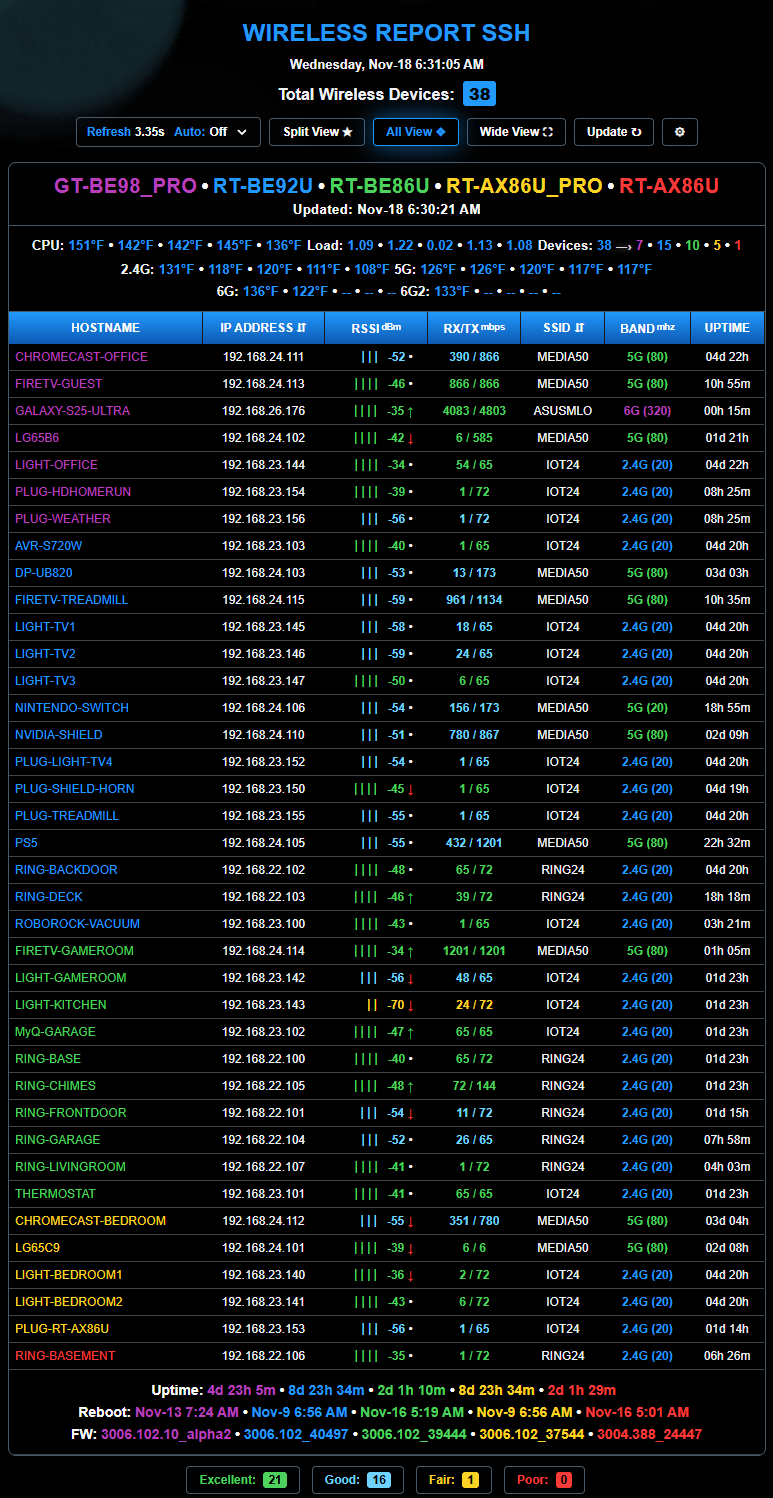 WIRELESS REPORT SSH
Wednesday, Nov-18 6:31:05 AM
Total Wireless Devices: 38
Refresh 3.35s Auto: Off Split View ★ All View ❖ Wide View ⛶ Update ↻ ⚙
GT-BE98_PRO • RT-BE92U • RT-BE86U • RT-AX86U_PRO • RT-AX86U
Updated: Nov-18 6:30:21 AM
CPU: 151°F • 142°F • 142°F • 145°F • 136°F Load: 1.09 • 1.22 • 0.02 • 1.13 • 1.08 Devices: 38 —› 7 • 15 • 10 • 5 • 1
2.4G: 131°F • 118°F • 120°F • 111°F • 108°F 5G: 126°F • 126°F • 120°F • 117°F • 117°F
6G: 136°F • 122°F • -- • -- • -- 6G2: 133°F • -- • -- • -- • --
HOSTNAME IP ADDRESS ⇵ RSSI dBm RX/TX mbps SSID ⇵ BAND mhz UPTIME
CHROMECAST-OFFICE 192.168.24.111 ||| -52 • 390 / 866 MEDIA50 5G (80) 04d 22h
FIRETV-GUEST 192.168.24.113 |||| -46 • 866 / 866 MEDIA50 5G (80) 10h 55m
GALAXY-S25-ULTRA 192.168.26.176 |||| -35 ↑ 4083 / 4803 ASUSMLO 6G (320) 00h 15m
LG65B6 192.168.24.102 |||| -42 ↓ 6 / 585 MEDIA50 5G (80) 01d 21h
LIGHT-OFFICE 192.168.23.144 |||| -34 • 54 / 65 IOT24 2.4G (20) 04d 22h
PLUG-HDHOMERUN 192.168.23.154 |||| -39 • 1 / 72 IOT24 2.4G (20) 08h 25m
PLUG-WEATHER 192.168.23.156 ||| -56 • 1 / 72 IOT24 2.4G (20) 08h 25m
AVR-S720W 192.168.23.103 |||| -40 • 1 / 65 IOT24 2.4G (20) 04d 20h
DP-UB820 192.168.24.103 ||| -53 • 13 / 173 MEDIA50 5G (80) 03d 03h
FIRETV-TREADMILL 192.168.24.115 ||| -59 • 961 / 1134 MEDIA50 5G (80) 10h 35m
LIGHT-TV1 192.168.23.145 ||| -58 • 18 / 65 IOT24 2.4G (20) 04d 20h
LIGHT-TV2 192.168.23.146 ||| -59 • 24 / 65 IOT24 2.4G (20) 04d 20h
LIGHT-TV3 192.168.23.147 |||| -50 • 6 / 65 IOT24 2.4G (20) 04d 20h
NINTENDO-SWITCH 192.168.24.106 ||| -54 • 156 / 173 MEDIA50 5G (20) 18h 55m
NVIDIA-SHIELD 192.168.24.110 ||| -51 • 780 / 867 MEDIA50 5G (80) 02d 09h
PLUG-LIGHT-TV4 192.168.23.152 ||| -54 • 1 / 65 IOT24 2.4G (20) 04d 20h
PLUG-SHIELD-HORN 192.168.23.150 |||| -45 ↓ 1 / 65 IOT24 2.4G (20) 04d 19h
PLUG-TREADMILL 192.168.23.155 ||| -55 • 1 / 65 IOT24 2.4G (20) 04d 20h
PS5 192.168.24.105 ||| -55 • 432 / 1201 MEDIA50 5G (80) 22h 32m
RING-BACKDOOR 192.168.22.102 |||| -48 • 65 / 72 RING24 2.4G (20) 04d 20h
RING-DECK 192.168.22.103 |||| -46 ↑ 39 / 72 RING24 2.4G (20) 18h 18m
ROBOROCK-VACUUM 192.168.23.100 |||| -43 • 1 / 65 IOT24 2.4G (20) 03h 21m
FIRETV-GAMEROOM 192.168.24.114 |||| -34 ↑ 1201 / 1201 MEDIA50 5G (80) 01h 05m
LIGHT-GAMEROOM 192.168.23.142 ||| -56 ↓ 48 / 65 IOT24 2.4G (20) 01d 23h
LIGHT-KITCHEN 192.168.23.143 || -70 ↓ 24 / 72 IOT24 2.4G (20) 01d 23h
MyQ-GARAGE 192.168.23.102 |||| -47 ↑ 65 / 65 IOT24 2.4G (20) 01d 23h
RING-BASE 192.168.22.100 |||| -40 • 65 / 72 RING24 2.4G (20) 01d 23h
RING-CHIMES 192.168.22.105 |||| -48 ↑ 72 / 144 RING24 2.4G (20) 01d 23h
RING-FRONTDOOR 192.168.22.101 ||| -54 ↓ 11 / 72 RING24 2.4G (20) 01d 15h
RING-GARAGE 192.168.22.104 ||| -52 • 26 / 65 RING24 2.4G (20) 07h 58m
RING-LIVINGROOM 192.168.22.107 |||| -41 • 1 / 72 RING24 2.4G (20) 04h 03m
THERMOSTAT 192.168.23.101 |||| -41 • 65 / 65 IOT24 2.4G (20) 01d 23h
CHROMECAST-BEDROOM 192.168.24.112 ||| -55 ↓ 351 / 780 MEDIA50 5G (80) 03d 04h
LG65C9 192.168.24.101 |||| -39 ↓ 6 / 6 MEDIA50 5G (80) 02d 08h
LIGHT-BEDROOM1 192.168.23.140 |||| -36 ↓ 2 / 72 IOT24 2.4G (20) 04d 20h
LIGHT-BEDROOM2 192.168.23.141 |||| -43 • 6 / 72 IOT24 2.4G (20) 04d 20h
PLUG-RT-AX86U 192.168.23.153 ||| -56 • 1 / 65 IOT24 2.4G (20) 01d 14h
RING-BASEMENT 192.168.22.106 |||| -35 • 1 / 72 RING24 2.4G (20) 06h 26m
Uptime: 4d 23h 5m • 8d 23h 34m • 2d 1h 10m • 8d 23h 34m • 2d 1h 29m
Reboot: Nov-13 7:24 AM • Nov-9 6:56 AM • Nov-16 5:19 AM • Nov-9 6:56 AM • Nov-16 5:01 AM
FW: 3006.102.10_alpha2 • 3006.102_40497 • 3006.102_39444 • 3006.102_37544 • 3004.388_24447
Excellent: 21 Good: 16 Fair: 1 Poor: 0